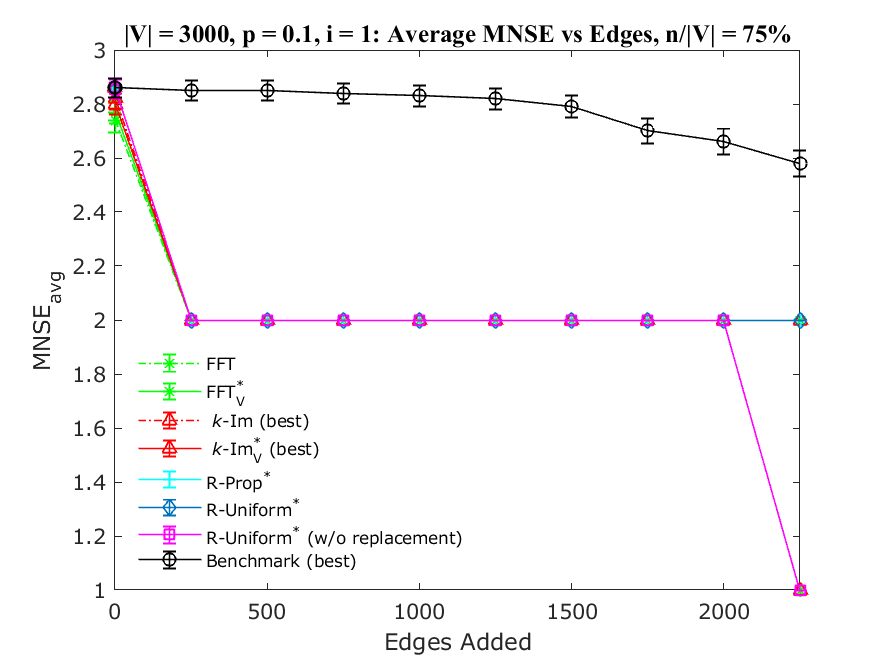 |V| = 3000, p = 0.1, i = 1: Average MNSE vs Edges, n/|V| = 75%
3
2.8
2.6
2.4
2.2
2
1.8
1.6
1.4
1.2
1
MNSE_avg
FFT
FFT*_V
k-Im (best)
k-Im*_V (best)
R-Prop*
R-Uniform*
R-Uniform* (w/o replacement)
Benchmark (best)
0 500 1000 1500 2000
Edges Added